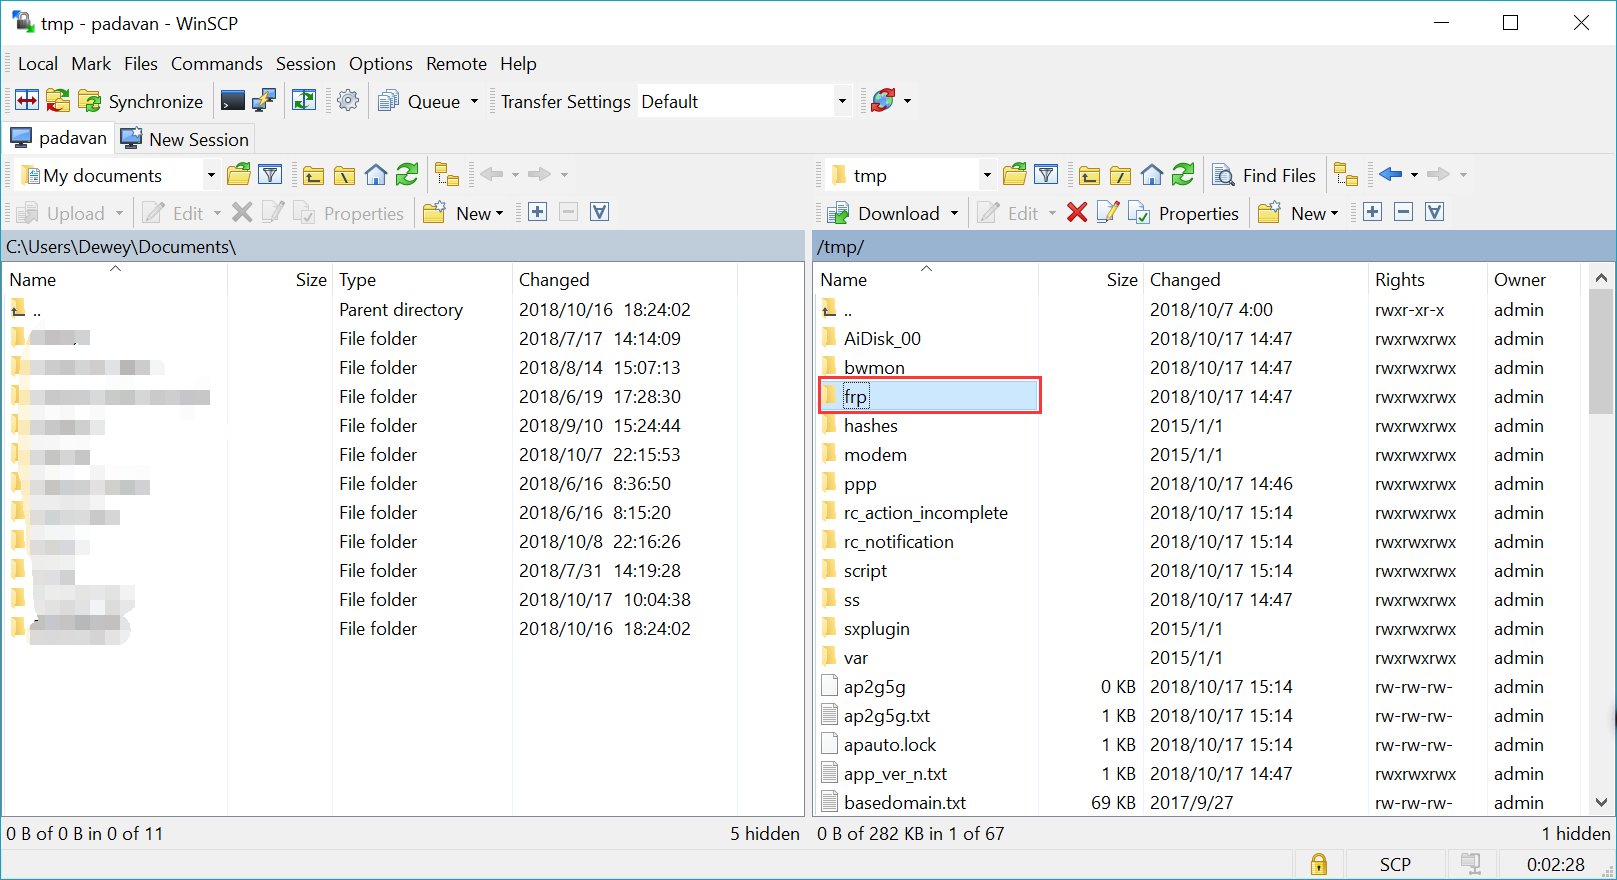 tmp - padavan - WinSCP
Local Mark Files Commands Session Options Remote Help
Synchronize Queue Transfer Settings Default
padavan New Session
My documents
Upload Edit Properties New
C:\Users\Dewey\Documents\
Name Size Type Changed
.. Parent directory 2018/10/16 18:24:02
File folder 2018/7/17 14:14:09
File folder 2018/8/14 15:07:13
File folder 2018/6/19 17:28:30
File folder 2018/9/10 15:24:44
File folder 2018/10/7 22:15:53
File folder 2018/6/16 8:36:50
File folder 2018/6/16 8:15:20
File folder 2018/10/8 22:16:26
File folder 2018/7/31 14:19:28
File folder 2018/10/17 10:04:38
File folder 2018/10/16 18:24:02
0 B of 0 B in 0 of 11 5 hidden
tmp Find Files
Download Edit Properties New
/tmp/
Name Size Changed Rights Owner
.. 2018/10/7 4:00 rwxr-xr-x admin
AiDisk_00 2018/10/17 14:47 rwxrwxrwx admin
bwmon 2018/10/17 14:47 rwxrwxrwx admin
frp 2018/10/17 14:47 rwxrwxrwx admin
hashes 2015/1/1 rwxrwxrwx admin
modem 2015/1/1 rwxrwxrwx admin
ppp 2018/10/17 14:46 rwxrwxrwx admin
rc_action_incomplete 2018/10/17 15:14 rwxrwxrwx admin
rc_notification 2018/10/17 15:14 rwxrwxrwx admin
script 2018/10/17 15:14 rwxrwxrwx admin
ss 2018/10/17 14:47 rwxrwxrwx admin
sxplugin 2015/1/1 rwxrwxrwx admin
var 2015/1/1 rwxrwxrwx admin
ap2g5g 0 KB 2018/10/17 15:14 rw-rw-rw- admin
ap2g5g.txt 1 KB 2018/10/17 15:14 rw-rw-rw- admin
apauto.lock 1 KB 2018/10/17 15:14 rw-rw-rw- admin
app_ver_n.txt 1 KB 2018/10/17 14:47 rwxrwxrwx admin
basedomain.txt 69 KB 2017/9/27 rw-rw-rw- admin
0 B of 282 KB in 1 of 67 1 hidden
SCP 0:02:28